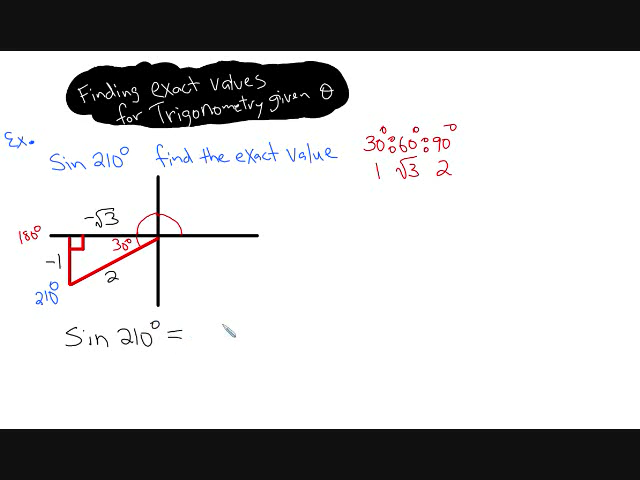 Finding exact values
for Trigonometry given θ
Ex.
Sin 210° find the exact value
30° : 60° : 90°
1 √3 2
-√3
180°
30°
-1
2
210°
Sin 210° =